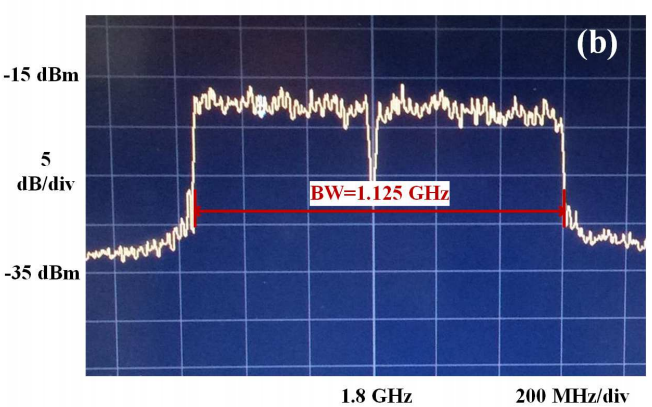 (b)
-15 dBm
5
dB/div
BW=1.125 GHz
-35 dBm
1.8 GHz
200 MHz/div